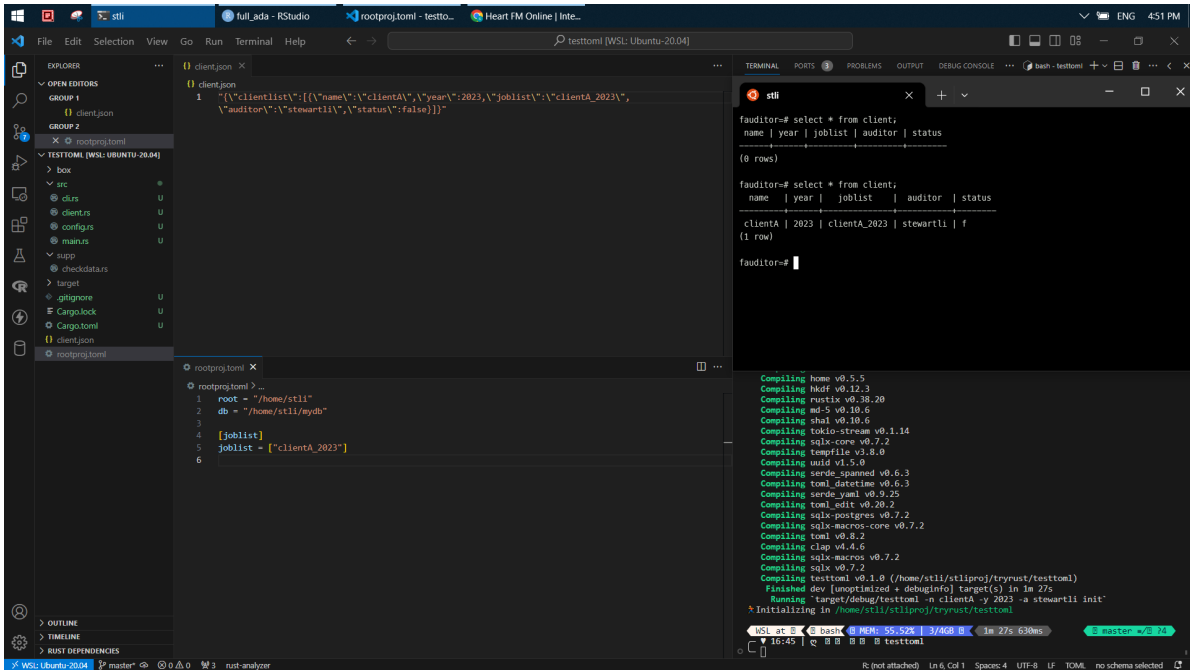 stli
full_ada - RStudio
rootproj.toml - testto...
Heart FM Online | Inte...
ENG
4:51 PM
File Edit Selection View Go Run Terminal Help
testtoml [WSL: Ubuntu-20.04]
EXPLORER
OPEN EDITORS
GROUP 1
client.json
GROUP 2
rootproj.toml
TESTTOML [WSL: UBUNTU-20.04]
box
src
cli.rs U
client.rs U
config.rs U
main.rs U
supp
checkdata.rs
target
.gitignore U
Cargo.lock U
Cargo.toml U
client.json
rootproj.toml
OUTLINE
TIMELINE
RUST DEPENDENCIES
client.json
client.json
1 "{\"clientlist\":[{\"name\":\"clientA\",\"year\":2023,\"joblist\":\"clientA_2023\",
\"auditor\":\"stewartli\",\"status\":false}]}"
rootproj.toml
rootproj.toml > ...
1 root = "/home/stli"
2 db = "/home/stli/mydb"
3
4 [joblist]
5 joblist = ["clientA_2023"]
6
TERMINAL PORTS 3 PROBLEMS OUTPUT DEBUG CONSOLE ... bash - testtoml
stli
fauditor=# select * from client;
name | year | joblist | auditor | status
(0 rows)
fauditor=# select * from client;
name | year | joblist | auditor | status
clientA | 2023 | clientA_2023 | stewartli | f
(1 row)
fauditor=#
Compiling home v0.5.5
Compiling hkdf v0.12.3
Compiling rustix v0.38.20
Compiling md-5 v0.10.6
Compiling sha1 v0.10.6
Compiling tokio-stream v0.1.14
Compiling sqlx-core v0.7.2
Compiling tempfile v3.8.0
Compiling uuid v1.5.0
Compiling serde_spanned v0.6.3
Compiling toml_datetime v0.6.3
Compiling serde_yaml v0.9.25
Compiling toml_edit v0.20.2
Compiling sqlx-postgres v0.7.2
Compiling sqlx-macros-core v0.7.2
Compiling toml v0.8.2
Compiling clap v4.4.6
Compiling sqlx-macros v0.7.2
Compiling sqlx v0.7.2
Compiling testtoml v0.1.0 (/home/stli/stliproj/tryrust/testtoml)
Finished dev [unoptimized + debuginfo] target(s) in 1m 27s
Running `target/debug/testtoml -n clientA -y 2023 -a stewartli init`
Initializing in /home/stli/stliproj/tryrust/testtoml
WSL at bash MEM: 55.52% | 3/4GB 1m 27s 630ms master ≡/ ?4
16:45 | testtoml
WSL: Ubuntu-20.04 master* 0 0 3 rust-analyzer
R: (not attached) Ln 6, Col 1 Spaces: 4 UTF-8 LF TOML no schema selected